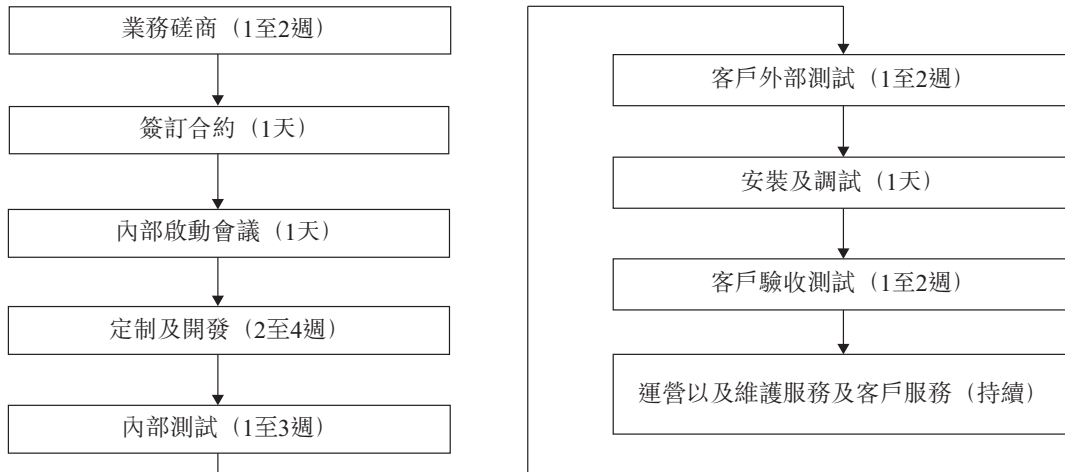 業務磋商（1至2週）
簽訂合約（1天）
內部啟動會議（1天）
定制及開發（2至4週）
內部測試（1至3週）
客戶外部測試（1至2週）
安裝及調試（1天）
客戶驗收測試（1至2週）
運營以及維護服務及客戶服務（持續）